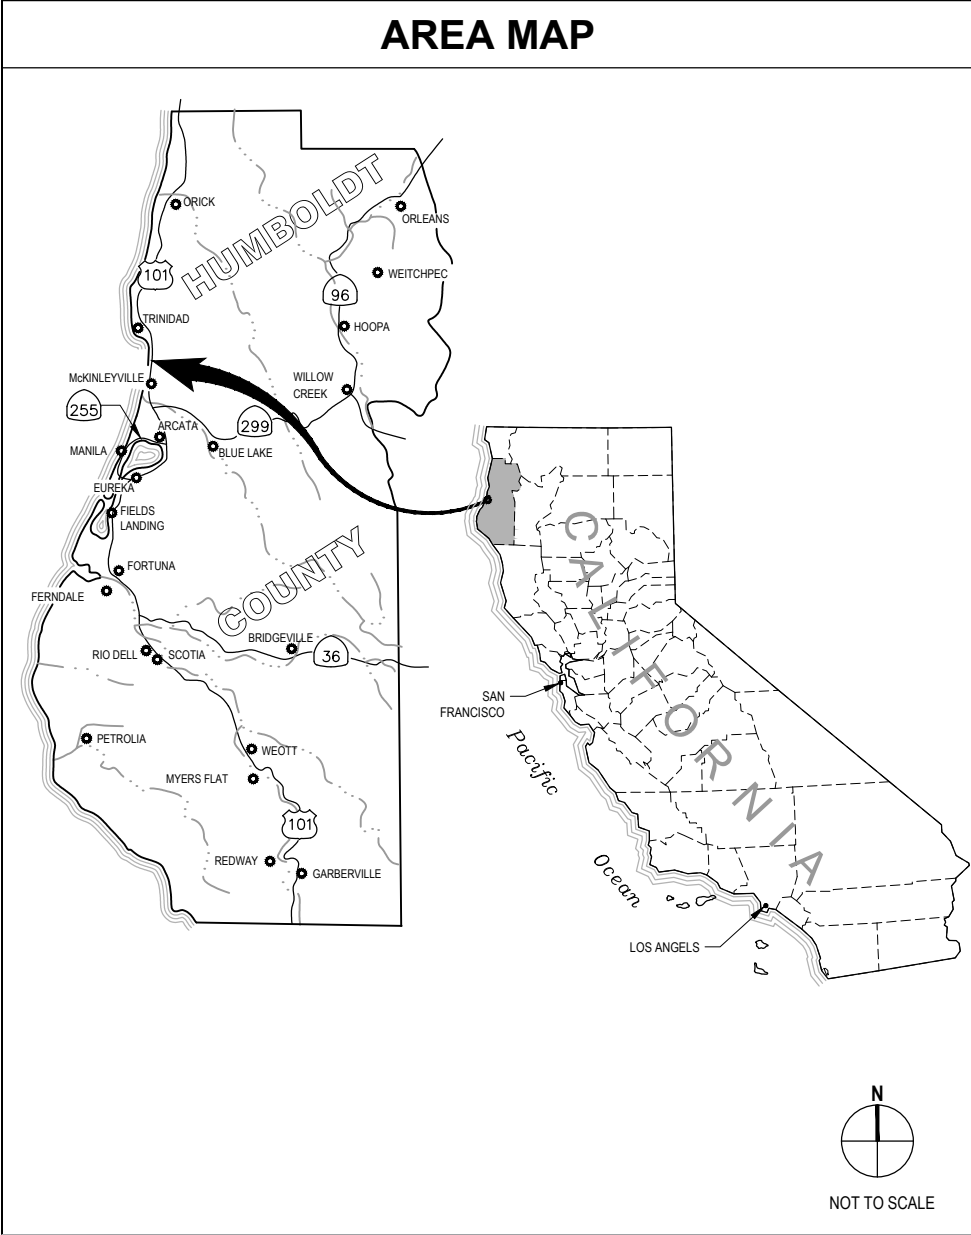 AREA MAP
HUMBOLDT
ORICK
ORLEANS
101
WEITCHPEC
96
TRINIDAD
HOOPA
McKINLEYVILLE
WILLOW
CREEK
255
299
ARCATA
MANILA
BLUE LAKE
EUREKA
FIELDS
LANDING
COUNTY
FORTUNA
FERNDALE
BRIDGEVILLE
RIO DELL
SCOTIA
36
PETROLIA
WEOTT
MYERS FLAT
101
REDWAY
GARBERVILLE
CALIFORNIA
SAN
FRANCISCO
Pacific
Ocean
LOS ANGELS
N
NOT TO SCALE